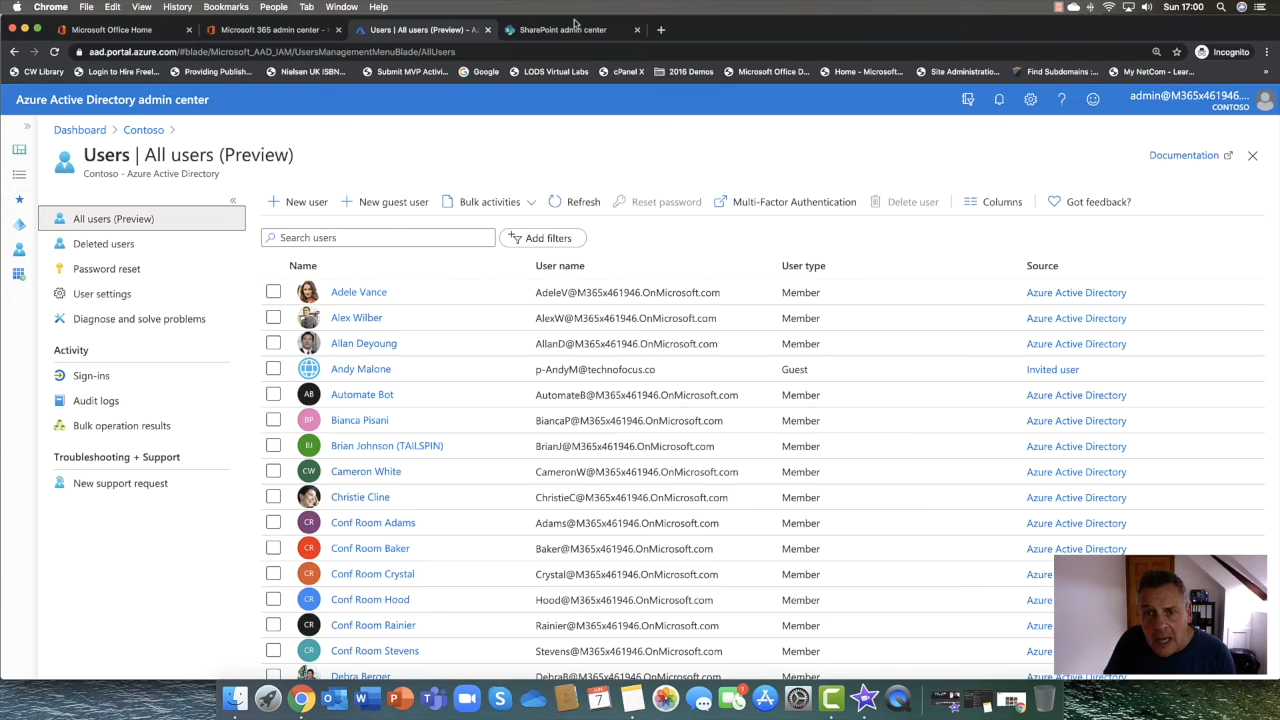 Chrome File Edit View History Bookmarks People Tab Window Help Sun 17:00
Microsoft Office Home Microsoft 365 admin center - Users | All users (Preview) - Az SharePoint admin center
aad.portal.azure.com/#blade/Microsoft_AAD_IAM/UsersManagementMenuBlade/AllUsers Incognito
CW Library Login to Hire Freel... Providing Publish... Nielsen UK ISBN... Submit MVP Activi... Google LODS Virtual Labs cPanel X 2016 Demos Microsoft Office D... Home - Microsoft... Site Administratio... Find Subdomains :... My NetCom - Lear... »
Azure Active Directory admin center admin@M365x461946....
CONTOSO
Dashboard > Contoso >
Users | All users (Preview) Documentation
Contoso - Azure Active Directory
New user New guest user Bulk activities Refresh Reset password Multi-Factor Authentication Delete user Columns Got feedback?
All users (Preview)
Deleted users
Password reset
User settings
Diagnose and solve problems
Activity
Sign-ins
Audit logs
Bulk operation results
Troubleshooting + Support
New support request
Search users Add filters
Name User name User type Source
Adele Vance AdeleV@M365x461946.OnMicrosoft.com Member Azure Active Directory
Alex Wilber AlexW@M365x461946.OnMicrosoft.com Member Azure Active Directory
Allan Deyoung AllanD@M365x461946.OnMicrosoft.com Member Azure Active Directory
Andy Malone p-AndyM@technofocus.co Guest Invited user
AB Automate Bot AutomateB@M365x461946.OnMicrosoft.com Member Azure Active Directory
BP Bianca Pisani BiancaP@M365x461946.OnMicrosoft.com Member Azure Active Directory
BJ Brian Johnson (TAILSPIN) BrianJ@M365x461946.OnMicrosoft.com Member Azure Active Directory
CW Cameron White CameronW@M365x461946.OnMicrosoft.com Member Azure Active Directory
Christie Cline ChristieC@M365x461946.OnMicrosoft.com Member Azure Active Directory
CR Conf Room Adams Adams@M365x461946.OnMicrosoft.com Member Azure Active Directory
CR Conf Room Baker Baker@M365x461946.OnMicrosoft.com Member Azure Active Directory
CR Conf Room Crystal Crystal@M365x461946.OnMicrosoft.com Member Azure
CR Conf Room Hood Hood@M365x461946.OnMicrosoft.com Member Azure
CR Conf Room Rainier Rainier@M365x461946.OnMicrosoft.com Member Azure
CR Conf Room Stevens Stevens@M365x461946.OnMicrosoft.com Member Azure
Debra Berger DebraB@M365x461946.OnMicrosoft.com Member Azure
JUN
7